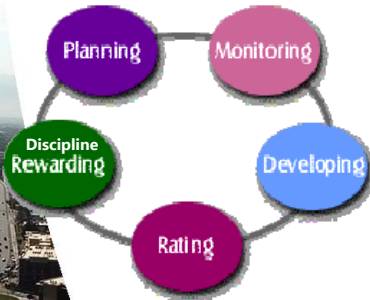 Planning
Monitoring
Discipline
Rewarding
Developing
Rating